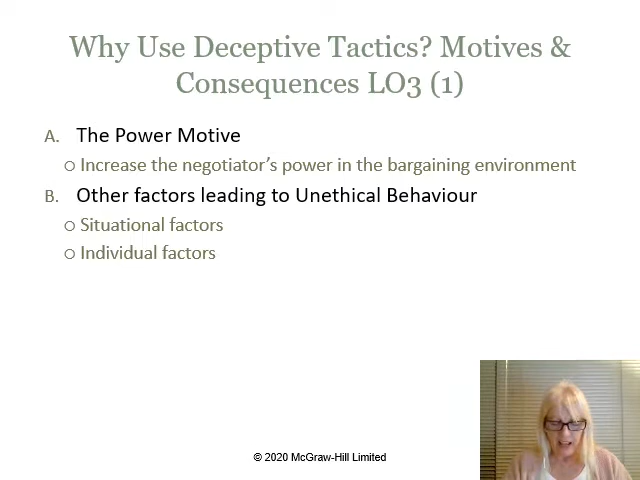 Why Use Deceptive Tactics? Motives &
Consequences LO3 (1)
A. The Power Motive
○ Increase the negotiator's power in the bargaining environment
B. Other factors leading to Unethical Behaviour
○ Situational factors
○ Individual factors
© 2020 McGraw-Hill Limited